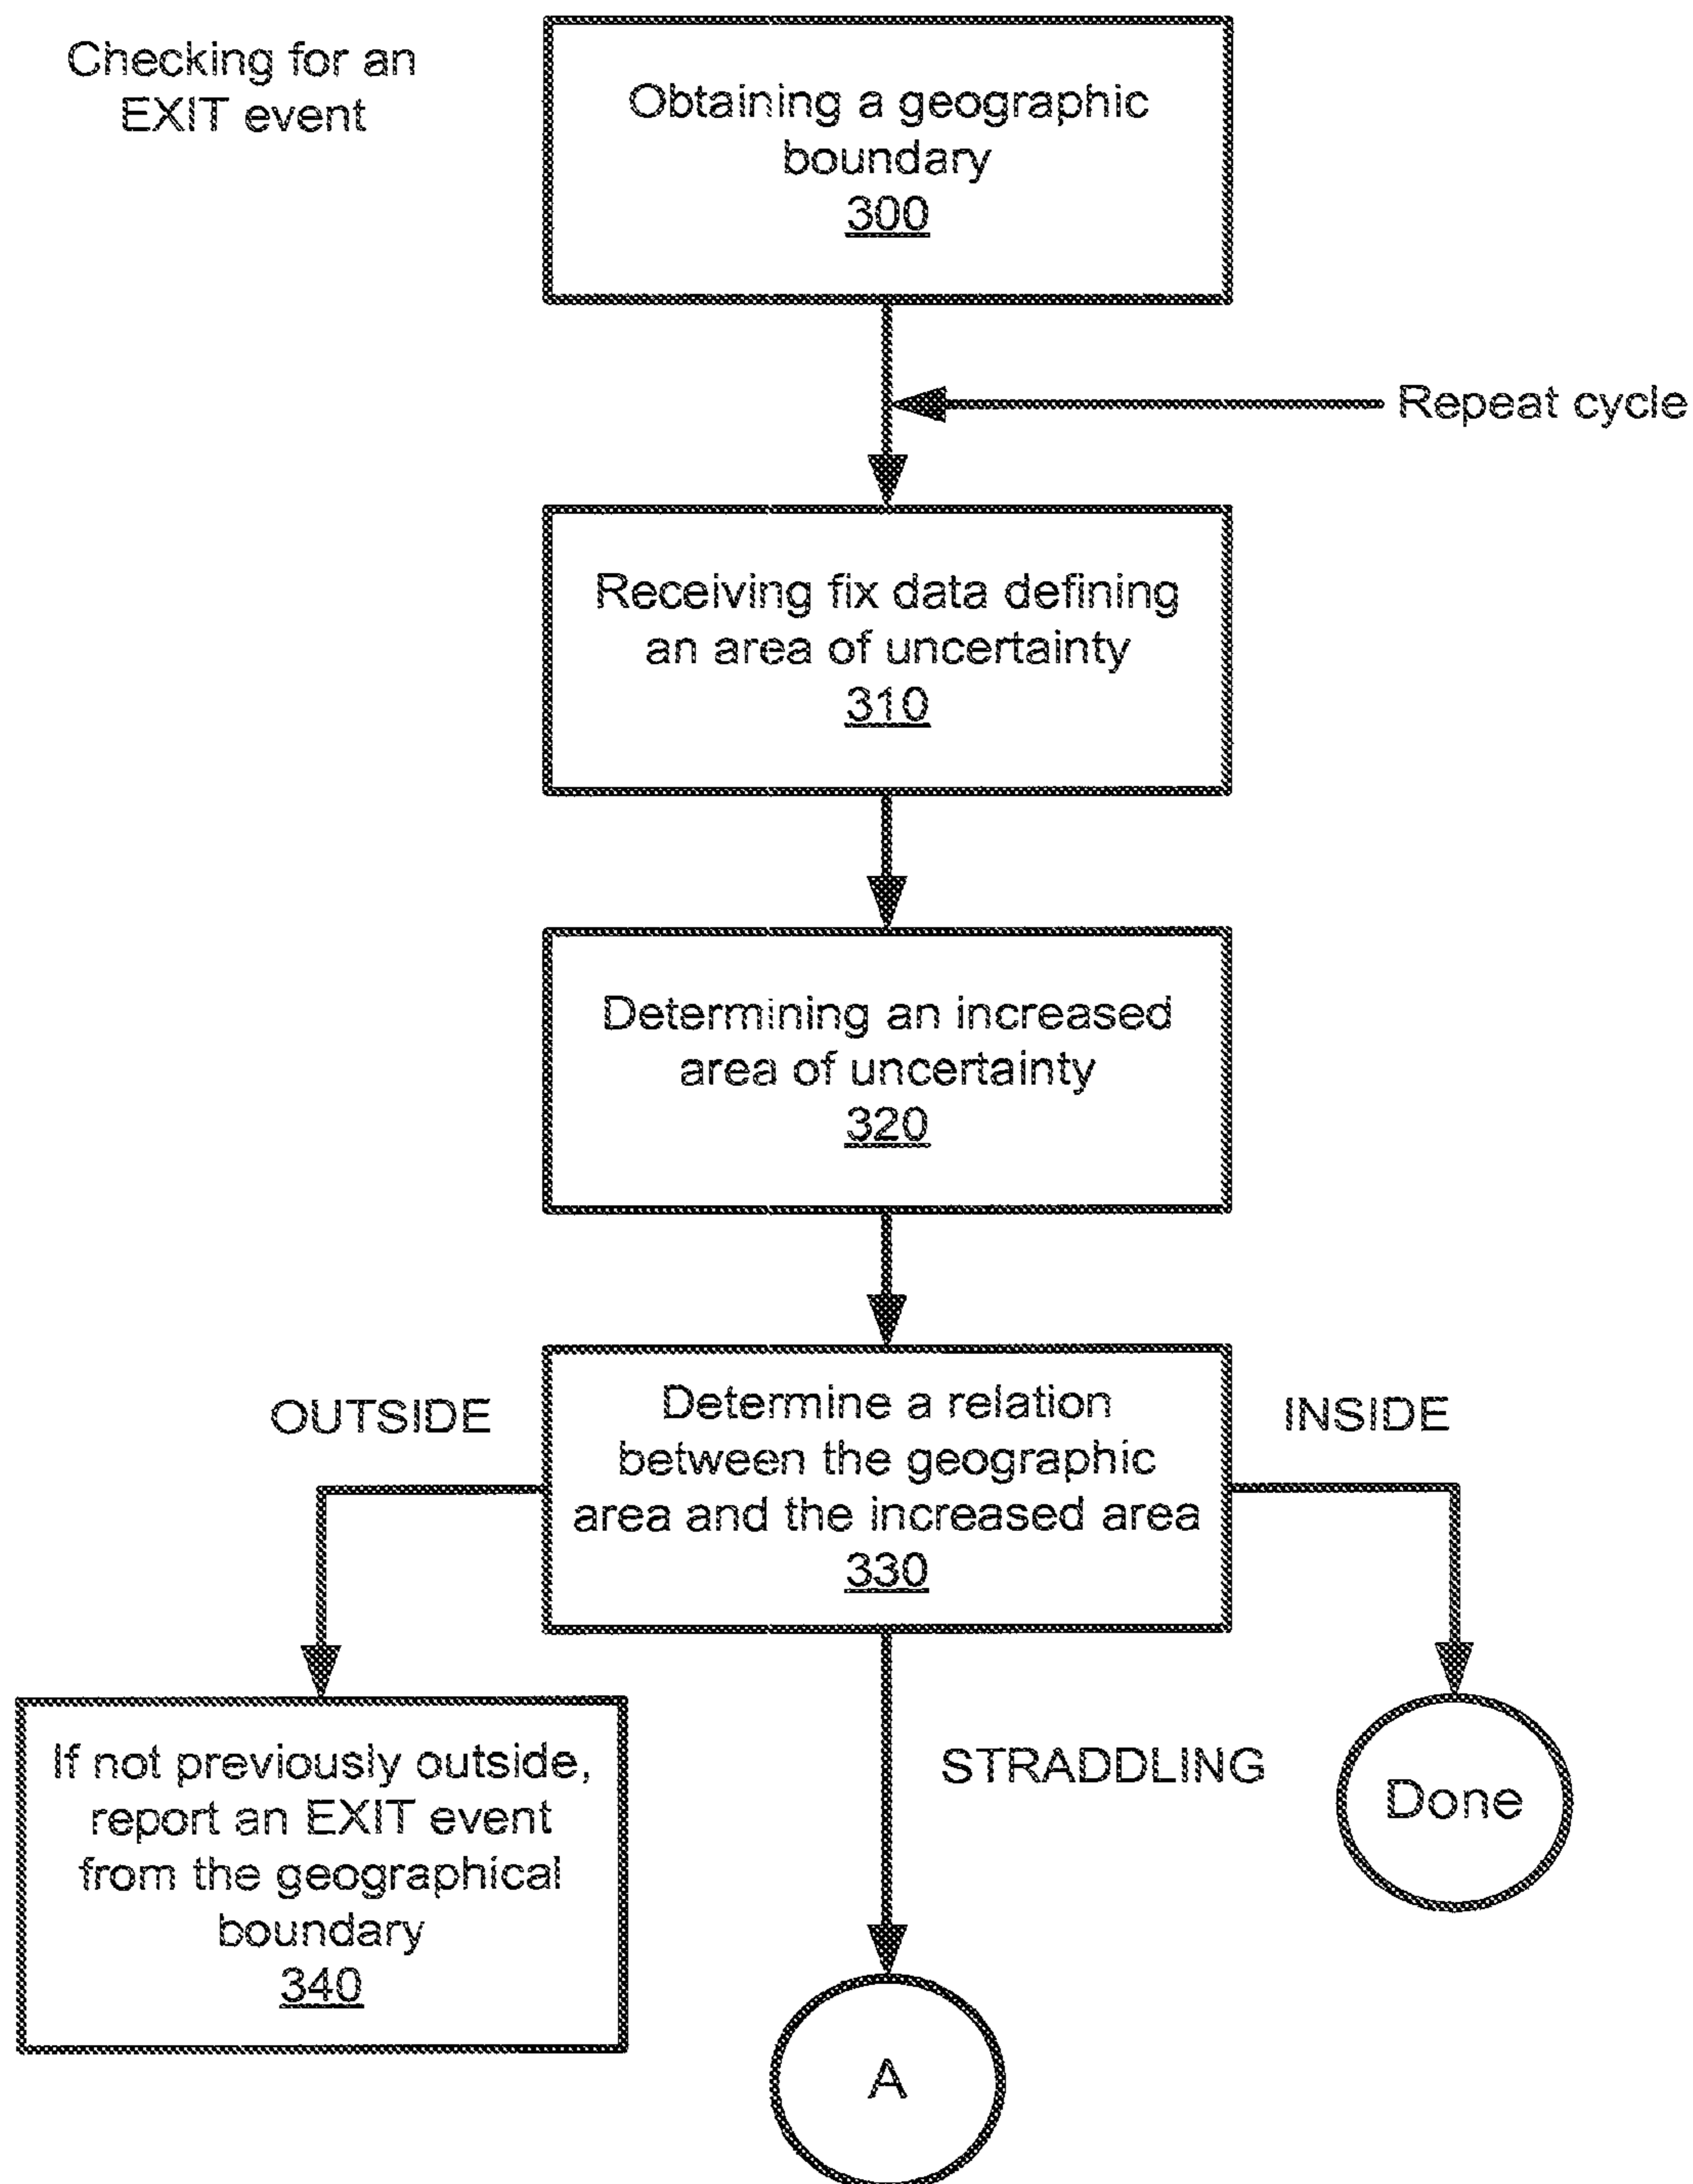 Checking for an
EXIT event
Obtaining a geographic
boundary
300
Repeat cycle
Receiving fix data defining
an area of uncertainty
310
Determining an increased
area of uncertainty
320
OUTSIDE
Determine a relation
between the geographic
area and the increased area
330
INSIDE
If not previously outside,
report an EXIT event
from the geographical
boundary
340
STRADDLING
Done
A